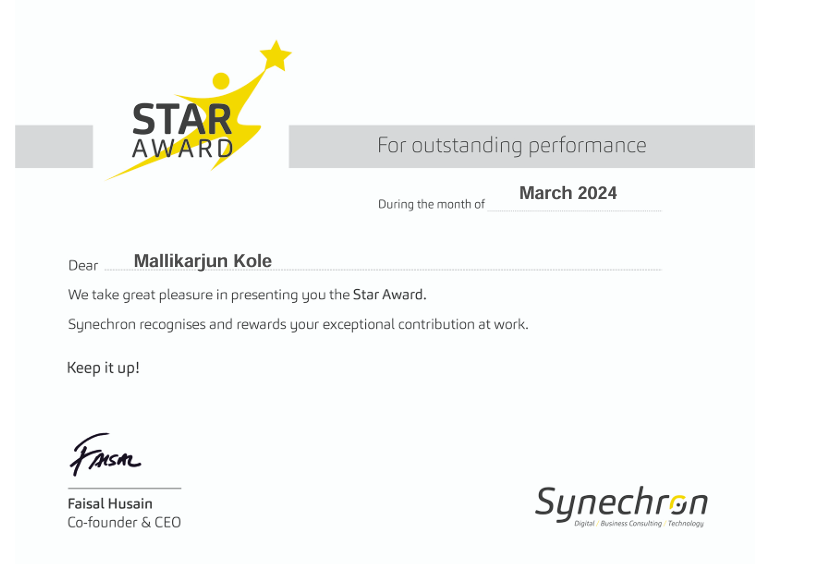 STAR
AWARD
For outstanding performance
During the month of March 2024
Dear Mallikarjun Kole
We take great pleasure in presenting you the Star Award.
Synechron recognises and rewards your exceptional contribution at work.
Keep it up!
Faisal
Faisal Husain
Co-founder & CEO
Synechron
Digital / Business Consulting / Technology